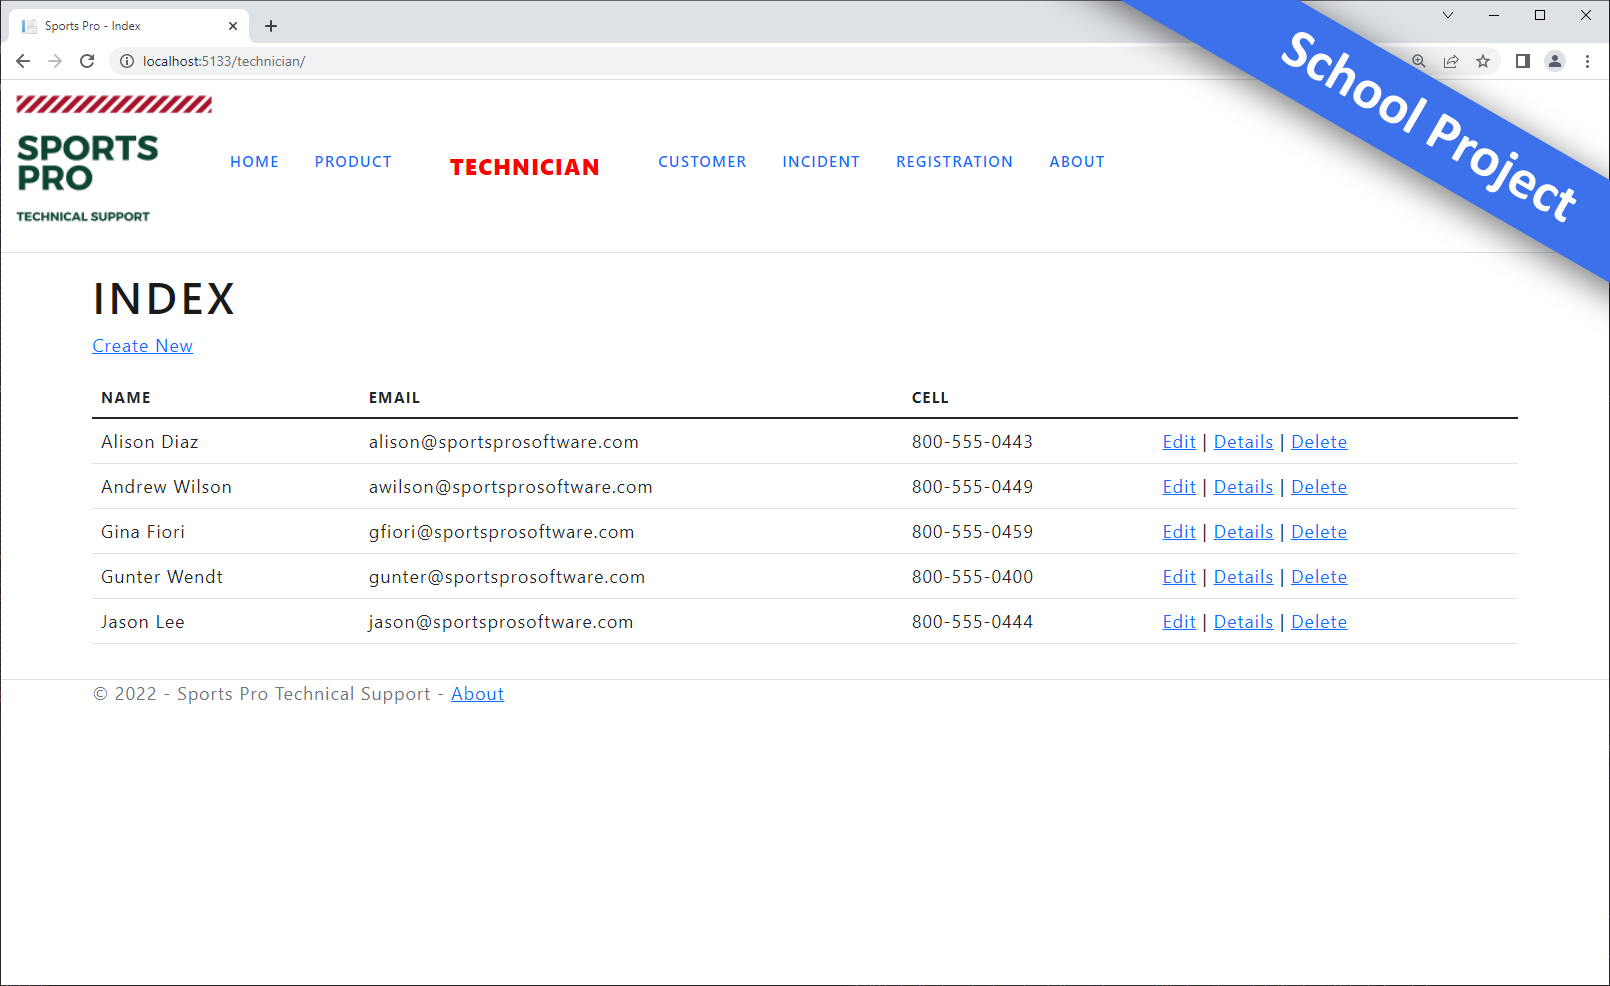 Sports Pro - Index
localhost:5133/technician/
School Project
SPORTS
PRO
TECHNICAL SUPPORT
HOME PRODUCT TECHNICIAN CUSTOMER INCIDENT REGISTRATION ABOUT
INDEX
Create New
NAME EMAIL CELL
Alison Diaz alison@sportsprosoftware.com 800-555-0443 Edit | Details | Delete
Andrew Wilson awilson@sportsprosoftware.com 800-555-0449 Edit | Details | Delete
Gina Fiori gfiori@sportsprosoftware.com 800-555-0459 Edit | Details | Delete
Gunter Wendt gunter@sportsprosoftware.com 800-555-0400 Edit | Details | Delete
Jason Lee jason@sportsprosoftware.com 800-555-0444 Edit | Details | Delete
© 2022 - Sports Pro Technical Support - About